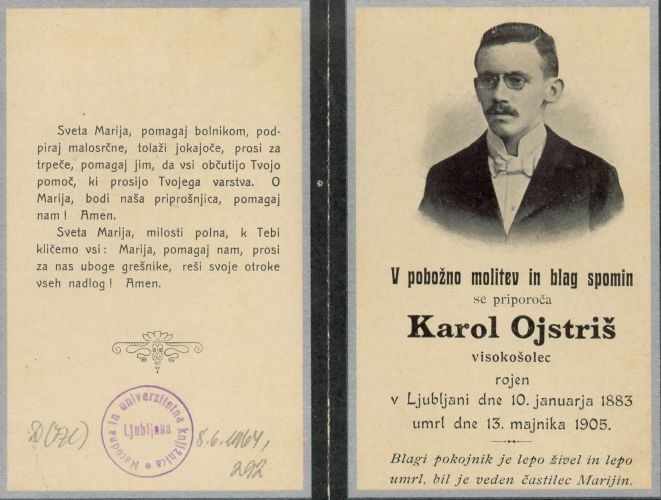 Sveta Marija, pomagaj bolnikom, pod-
piraj malosrčne, tolaži jokajoče, prosi za
trpeče, pomagaj jim, da vsi občutijo Tvojo
pomoč, ki prosijo Tvojega varstva. O
Marija, bodi naša priprošnjica, pomagaj
nam! Amen.
Sveta Marija, milosti polna, k Tebi
kličemo vsi: Marija, pomagaj nam, prosi
za nas uboge grešnike, reši svoje otroke
vseh nadlog! Amen.
Narodna in univerzitetna knjižnica
Ljubljana
292
V pobožno molitev in blag spomin
se priporoča
Karol Ojstriš
visokošolec
rojen
v Ljubljani dne 10. januarja 1883
umrl dne 13. majnika 1905.
Blagi pokojnik je lepo živel in lepo
umrl, bil je veden častilec Marijin.